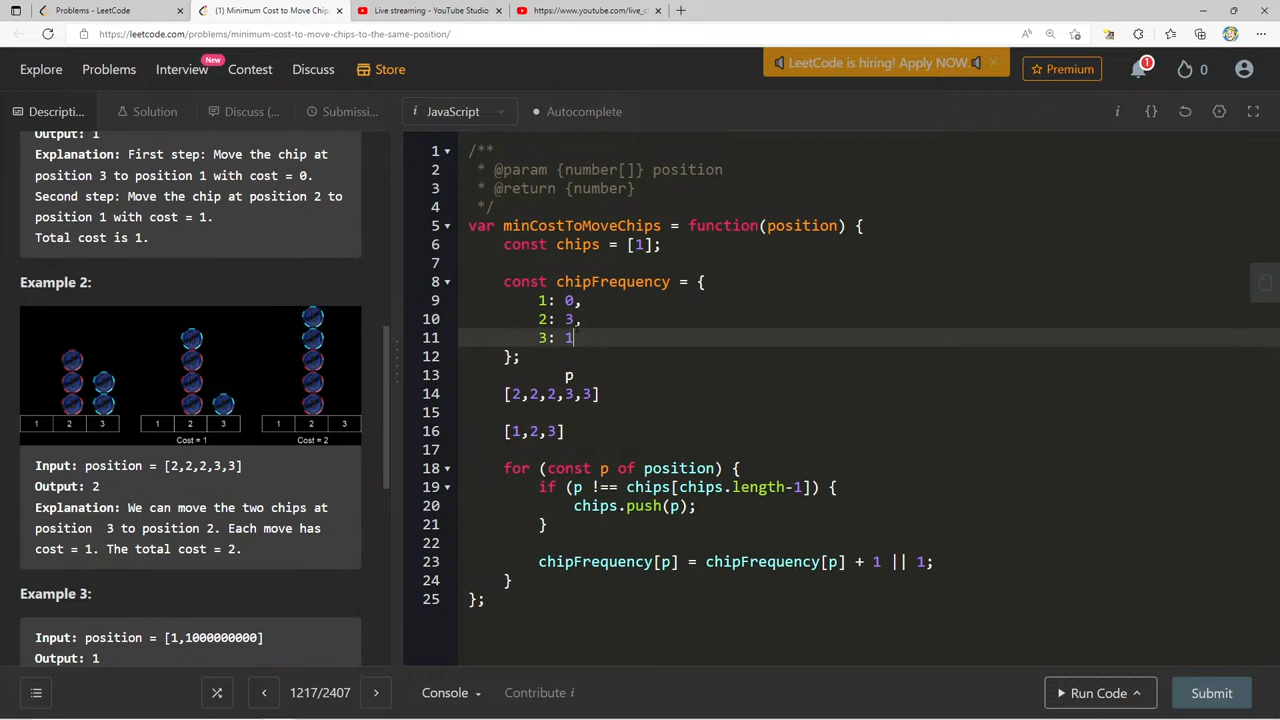 Problems - LeetCode
(1) Minimum Cost to Move Chip
Live streaming - YouTube Studio
https://www.youtube.com/live_c
https://leetcode.com/problems/minimum-cost-to-move-chips-to-the-same-position/
Explore
Problems
Interview
New
Contest
Discuss
Store
LeetCode is hiring! Apply NOW.
Premium
1
0
Descripti...
Solution
Discuss (...
Submissi...
i
JavaScript
Autocomplete
i
{}
Output: 1
Explanation: First step: Move the chip at
position 3 to position 1 with cost = 0.
Second step: Move the chip at position 2 to
position 1 with cost = 1.
Total cost is 1.
Example 2:
1 2 3 1 2 3 1 2 3
Cost = 1 Cost = 2
Input: position = [2,2,2,3,3]
Output: 2
Explanation: We can move the two chips at
position  3 to position 2. Each move has
cost = 1. The total cost = 2.
Example 3:
Input: position = [1,1000000000]
Output: 1
1 /**
2  * @param {number[]} position
3  * @return {number}
4  */
5 var minCostToMoveChips = function(position) {
6     const chips = [1];
7
8     const chipFrequency = {
9         1: 0,
10         2: 3,
11         3: 1
12     };
13            p
14     [2,2,2,3,3]
15
16     [1,2,3]
17
18     for (const p of position) {
19         if (p !== chips[chips.length-1]) {
20             chips.push(p);
21         }
22
23         chipFrequency[p] = chipFrequency[p] + 1 || 1;
24     }
25 };
1217/2407
Console
Contribute i
Run Code
Submit